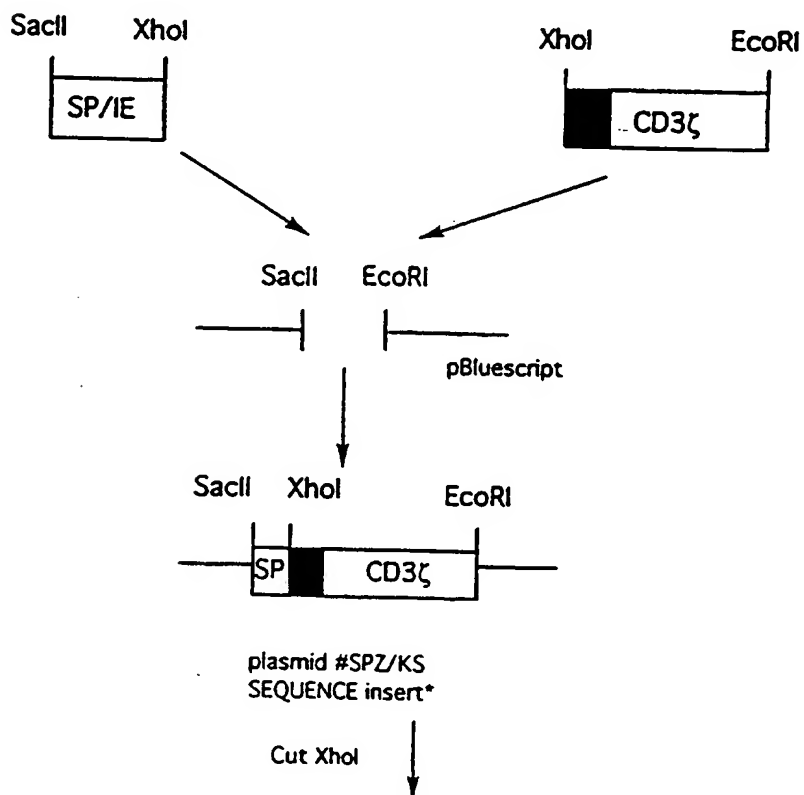 SacII XhoI
XhoI EcoRI
SP/IE
CD3ζ
SacII EcoRI
pBluescript
SacII XhoI EcoRI
SP CD3ζ
plasmid #SPZ/KS
SEQUENCE insert*
Cut XhoI